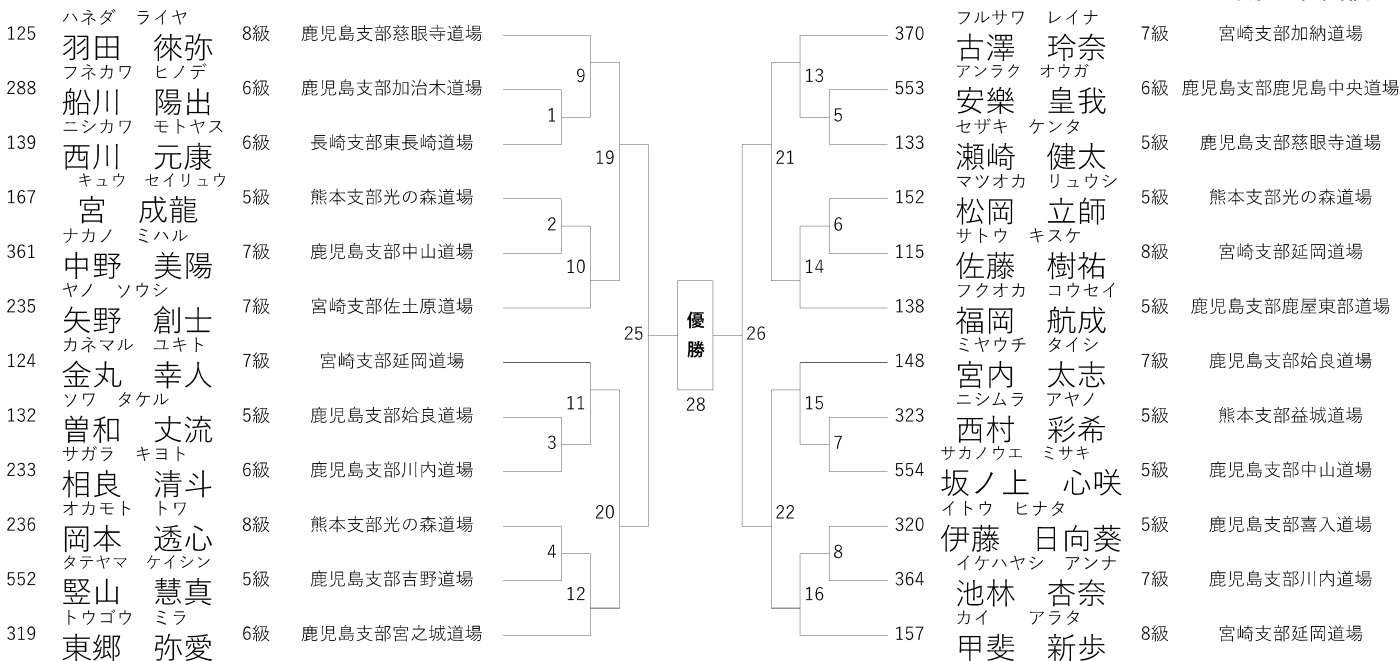 ハネダ ライヤ
125 羽田 徠弥 8級 鹿児島支部慈眼寺道場
フネカワ ヒノデ
288 船川 陽出 6級 鹿児島支部加治木道場
ニシカワ モトヤス
139 西川 元康 6級 長崎支部東長崎道場
キュウ セイリュウ
167 宮 成龍 5級 熊本支部光の森道場
ナカノ ミハル
361 中野 美陽 7級 鹿児島支部中山道場
ヤノ ソウシ
235 矢野 創士 7級 宮崎支部佐土原道場
カネマル ユキト
124 金丸 幸人 7級 宮崎支部延岡道場
ソワ タケル
132 曽和 丈流 5級 鹿児島支部姶良道場
サガラ キヨト
233 相良 清斗 6級 鹿児島支部川内道場
オカモト トワ
236 岡本 透心 8級 熊本支部光の森道場
タテヤマ ケイシン
552 竪山 慧真 5級 鹿児島支部吉野道場
トウゴウ ミラ
319 東郷 弥愛 6級 鹿児島支部宮之城道場
9
1
19
2
10
25
11
3
20
4
12
優
勝
28
13
5
21
6
14
26
15
7
22
8
16
フルサワ レイナ
370 古澤 玲奈 7級 宮崎支部加納道場
アンラク オウガ
553 安樂 皇我 6級 鹿児島支部鹿児島中央道場
セザキ ケンタ
133 瀬崎 健太 5級 鹿児島支部慈眼寺道場
マツオカ リュウシ
152 松岡 立師 5級 熊本支部光の森道場
サトウ キスケ
115 佐藤 樹祐 8級 宮崎支部延岡道場
フクオカ コウセイ
138 福岡 航成 5級 鹿児島支部鹿屋東部道場
ミヤウチ タイシ
148 宮内 太志 7級 鹿児島支部姶良道場
ニシムラ アヤノ
323 西村 彩希 5級 熊本支部益城道場
サカノウエ ミサキ
554 坂ノ上 心咲 5級 鹿児島支部中山道場
イトウ ヒナタ
320 伊藤 日向葵 5級 鹿児島支部喜入道場
イケハヤシ アンナ
364 池林 杏奈 7級 鹿児島支部川内道場
カイ アラタ
157 甲斐 新歩 8級 宮崎支部延岡道場